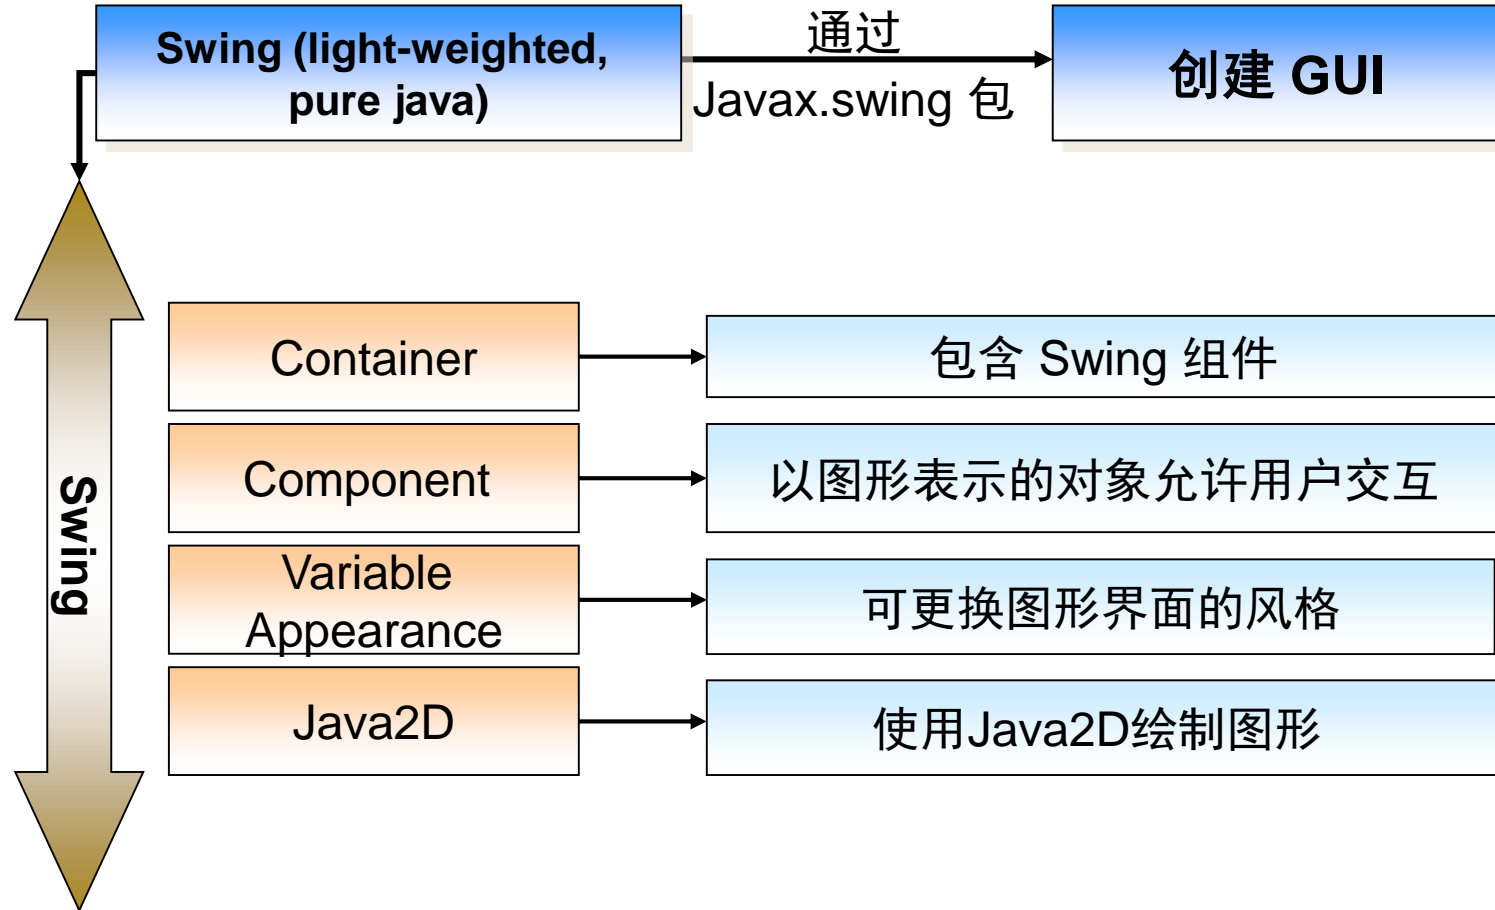 Swing (light-weighted,
pure java)
通过
Javax.swing 包
创建 GUI
Swing
Container
包含 Swing 组件
Component
以图形表示的对象允许用户交互
Variable
Appearance
可更换图形界面的风格
Java2D
使用Java2D绘制图形